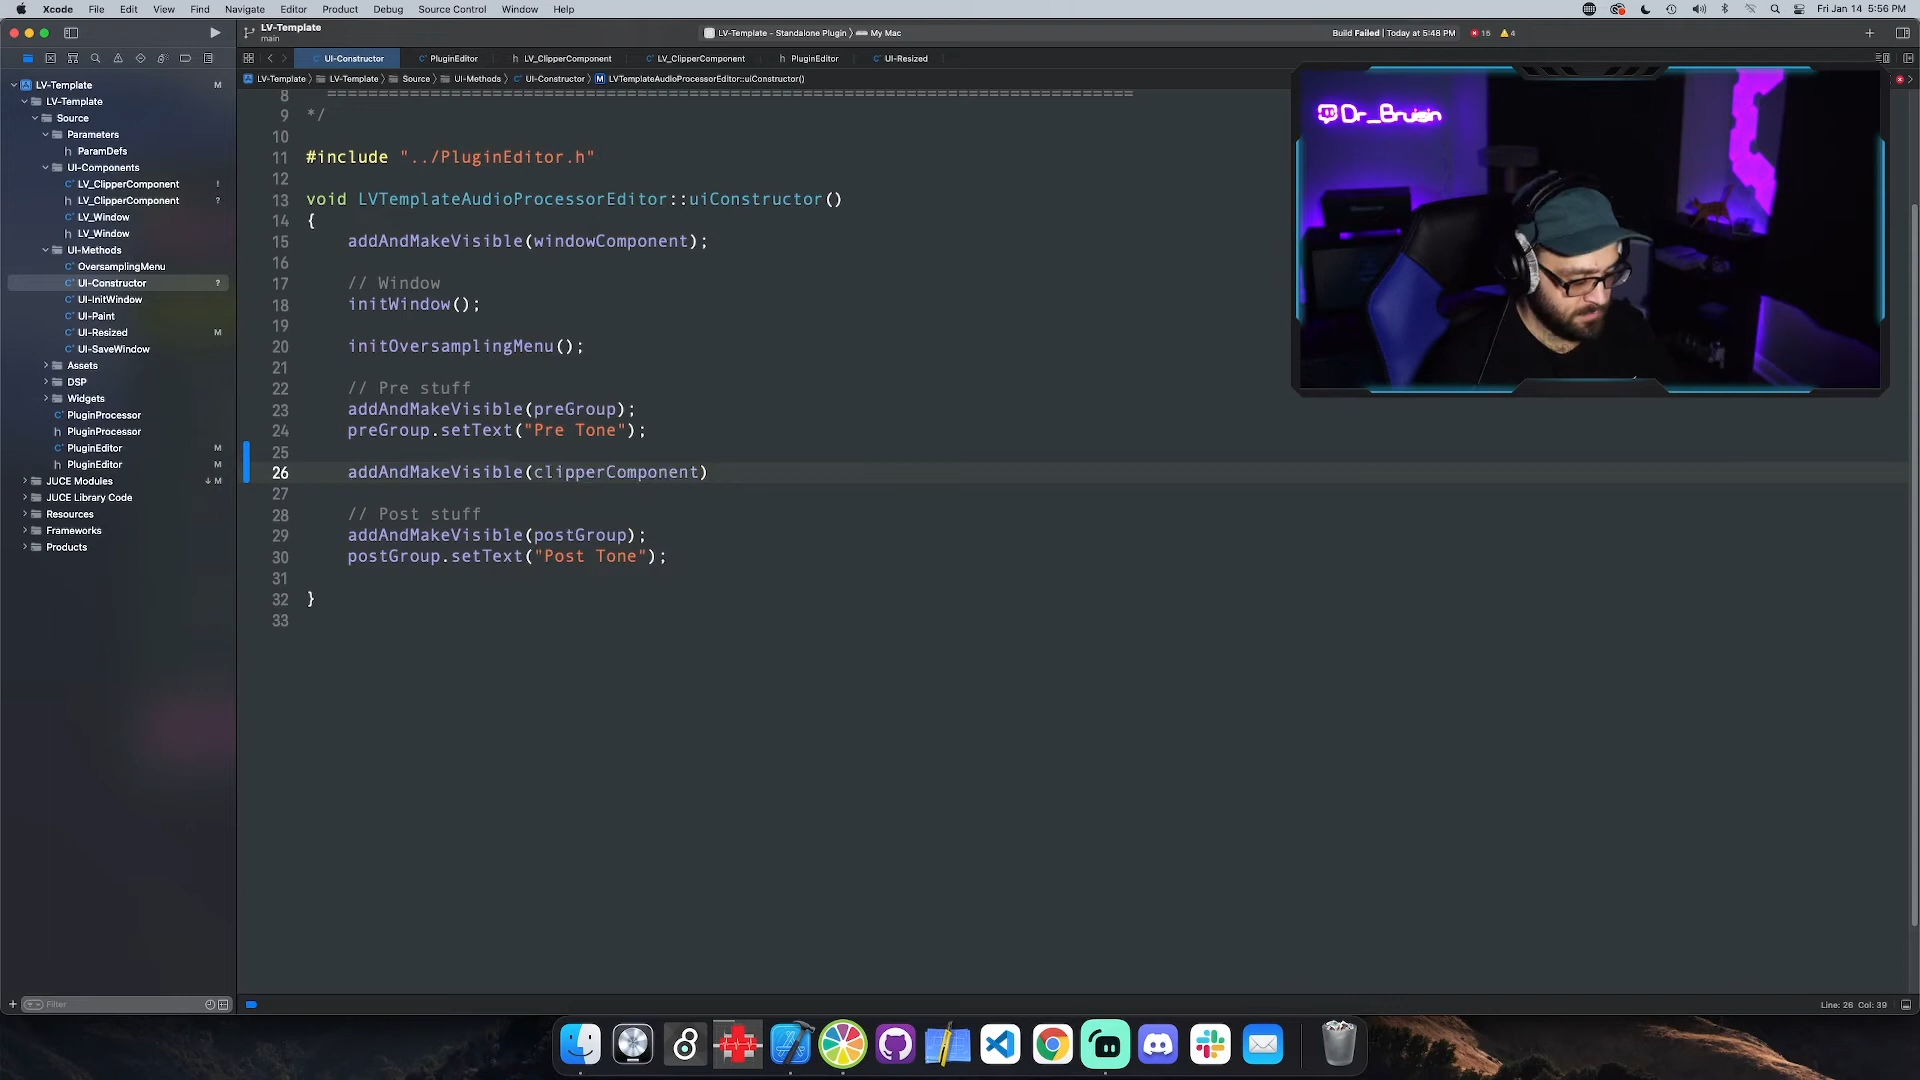 Xcode File Edit View Find Navigate Editor Product Debug Source Control Window Help Fri Jan 14 5:56 PM
LV-Template
main
LV-Template - Standalone Plugin 〉 My Mac
Build Failed | Today at 5:48 PM 15 4
UI-Constructor PluginEditor LV_ClipperComponent LV_ClipperComponent PluginEditor UI-Resized
LV-Template 〉 LV-Template 〉 Source 〉 UI-Methods 〉 UI-Constructor 〉 M LVTemplateAudioProcessorEditor::uiConstructor()
LV-Template M
LV-Template
Source
Parameters
ParamDefs
UI-Components
LV_ClipperComponent !
LV_ClipperComponent ?
LV_Window
LV_Window
UI-Methods
OversamplingMenu
UI-Constructor ?
UI-InitWindow
UI-Paint
UI-Resized M
UI-SaveWindow
Assets
DSP
Widgets
PluginProcessor
PluginProcessor
PluginEditor M
PluginEditor M
JUCE Modules M
JUCE Library Code
Resources
Frameworks
Products
Filter
8 ==============================================================================
9 */
10
11 #include "../PluginEditor.h"
12
13 void LVTemplateAudioProcessorEditor::uiConstructor()
14 {
15 addAndMakeVisible(windowComponent);
16
17 // Window
18 initWindow();
19
20 initOversamplingMenu();
21
22 // Pre stuff
23 addAndMakeVisible(preGroup);
24 preGroup.setText("Pre Tone");
25
26 addAndMakeVisible(clipperComponent)
27
28 // Post stuff
29 addAndMakeVisible(postGroup);
30 postGroup.setText("Post Tone");
31
32 }
33
Dr_Bruisin
Line: 26 Col: 39